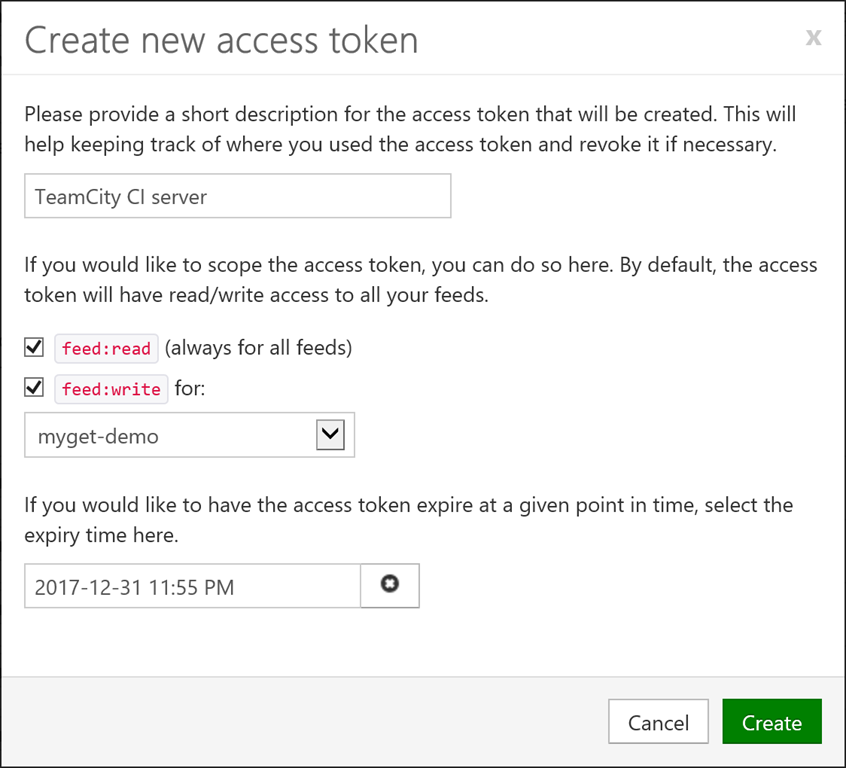 Create new access token
x
Please provide a short description for the access token that will be created. This will
help keeping track of where you used the access token and revoke it if necessary.
TeamCity CI server
If you would like to scope the access token, you can do so here. By default, the access
token will have read/write access to all your feeds.
feed:read (always for all feeds)
feed:write for:
myget-demo
If you would like to have the access token expire at a given point in time, select the
expiry time here.
2017-12-31 11:55 PM
Cancel Create